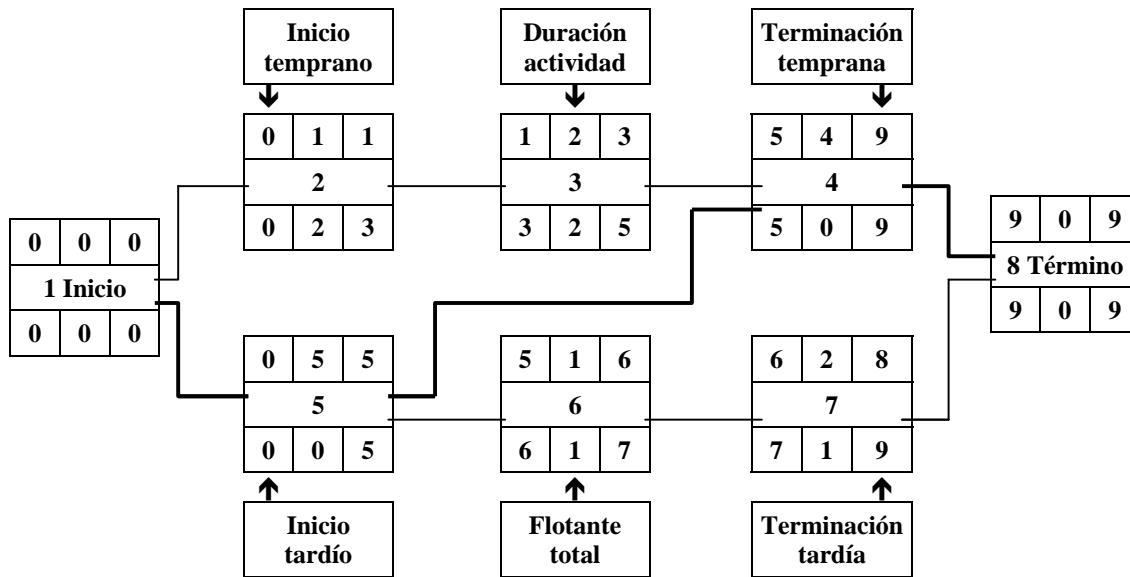 Inicio
temprano
Duración
actividad
Terminación
temprana
0 1 1
2
0 2 3
1 2 3
3
3 2 5
5 4 9
4
5 0 9
0 0 0
1 Inicio
0 0 0
9 0 9
8 Término
9 0 9
0 5 5
5
0 0 5
5 1 6
6
6 1 7
6 2 8
7
7 1 9
Inicio
tardío
Flotante
total
Terminación
tardía